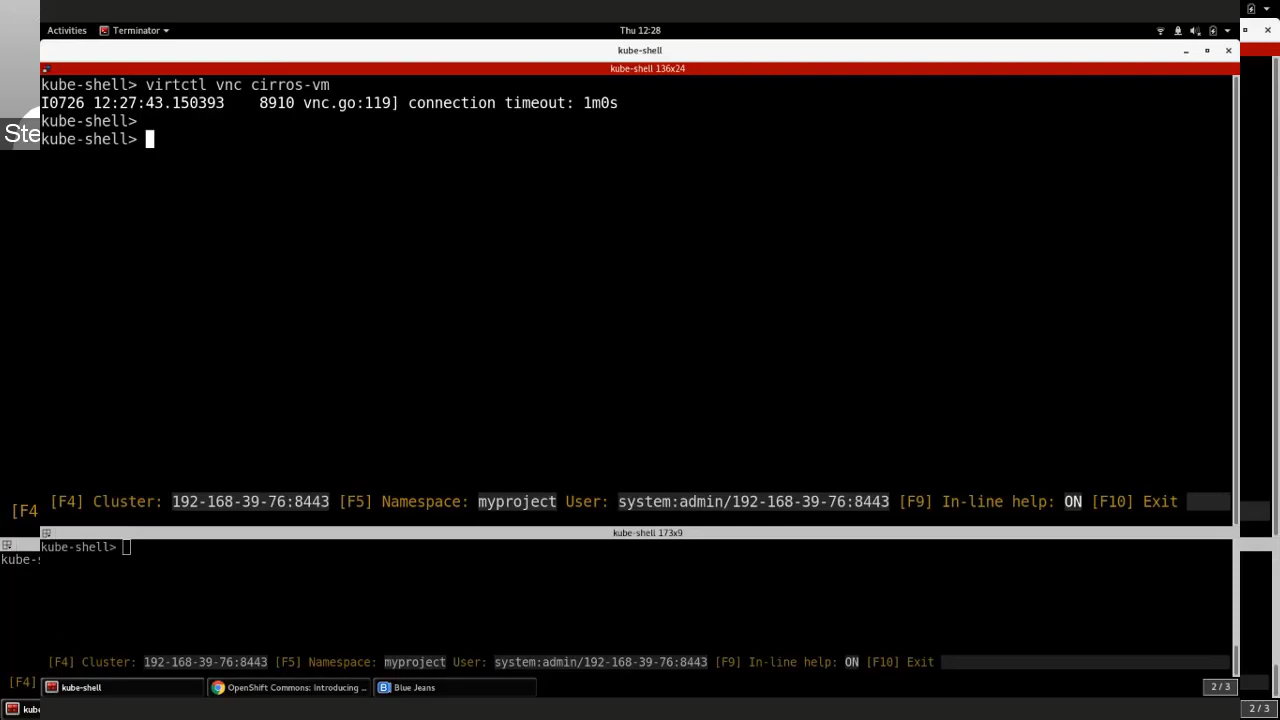 Activities Terminator Thu 12:28
kube-shell
kube-shell 136x24
kube-shell> virtctl vnc cirros-vm
I0726 12:27:43.150393    8910 vnc.go:119] connection timeout: 1m0s
kube-shell>
kube-shell>
Ste
[F4] Cluster: 192-168-39-76:8443 [F5] Namespace: myproject User: system:admin/192-168-39-76:8443 [F9] In-line help: ON [F10] Exit
[F4
kube-shell 173x9
kube-shell>
kube-s
[F4] Cluster: 192-168-39-76:8443 [F5] Namespace: myproject User: system:admin/192-168-39-76:8443 [F9] In-line help: ON [F10] Exit
[F4]
kube-shell OpenShift Commons: Introducing ... Blue Jeans 2 / 3
kube 2 / 3